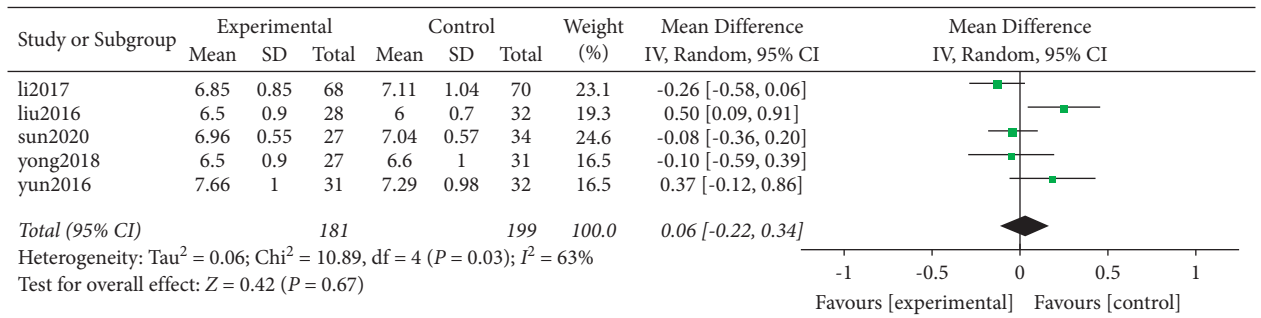 Study or Subgroup Experimental Control Weight (%) Mean Difference Mean Difference
Mean SD Total Mean SD Total IV, Random, 95% CI IV, Random, 95% CI
li2017 6.85 0.85 68 7.11 1.04 70 23.1 -0.26 [-0.58, 0.06]
liu2016 6.5 0.9 28 6 0.7 32 19.3 0.50 [0.09, 0.91]
sun2020 6.96 0.55 27 7.04 0.57 34 24.6 -0.08 [-0.36, 0.20]
yong2018 6.5 0.9 27 6.6 1 31 16.5 -0.10 [-0.59, 0.39]
yun2016 7.66 1 31 7.29 0.98 32 16.5 0.37 [-0.12, 0.86]
Total (95% CI) 181 199 100.0 0.06 [-0.22, 0.34]
Heterogeneity: Tau² = 0.06; Chi² = 10.89, df = 4 (P = 0.03); I² = 63%
Test for overall effect: Z = 0.42 (P = 0.67)
-1 -0.5 0 0.5 1
Favours [experimental] Favours [control]